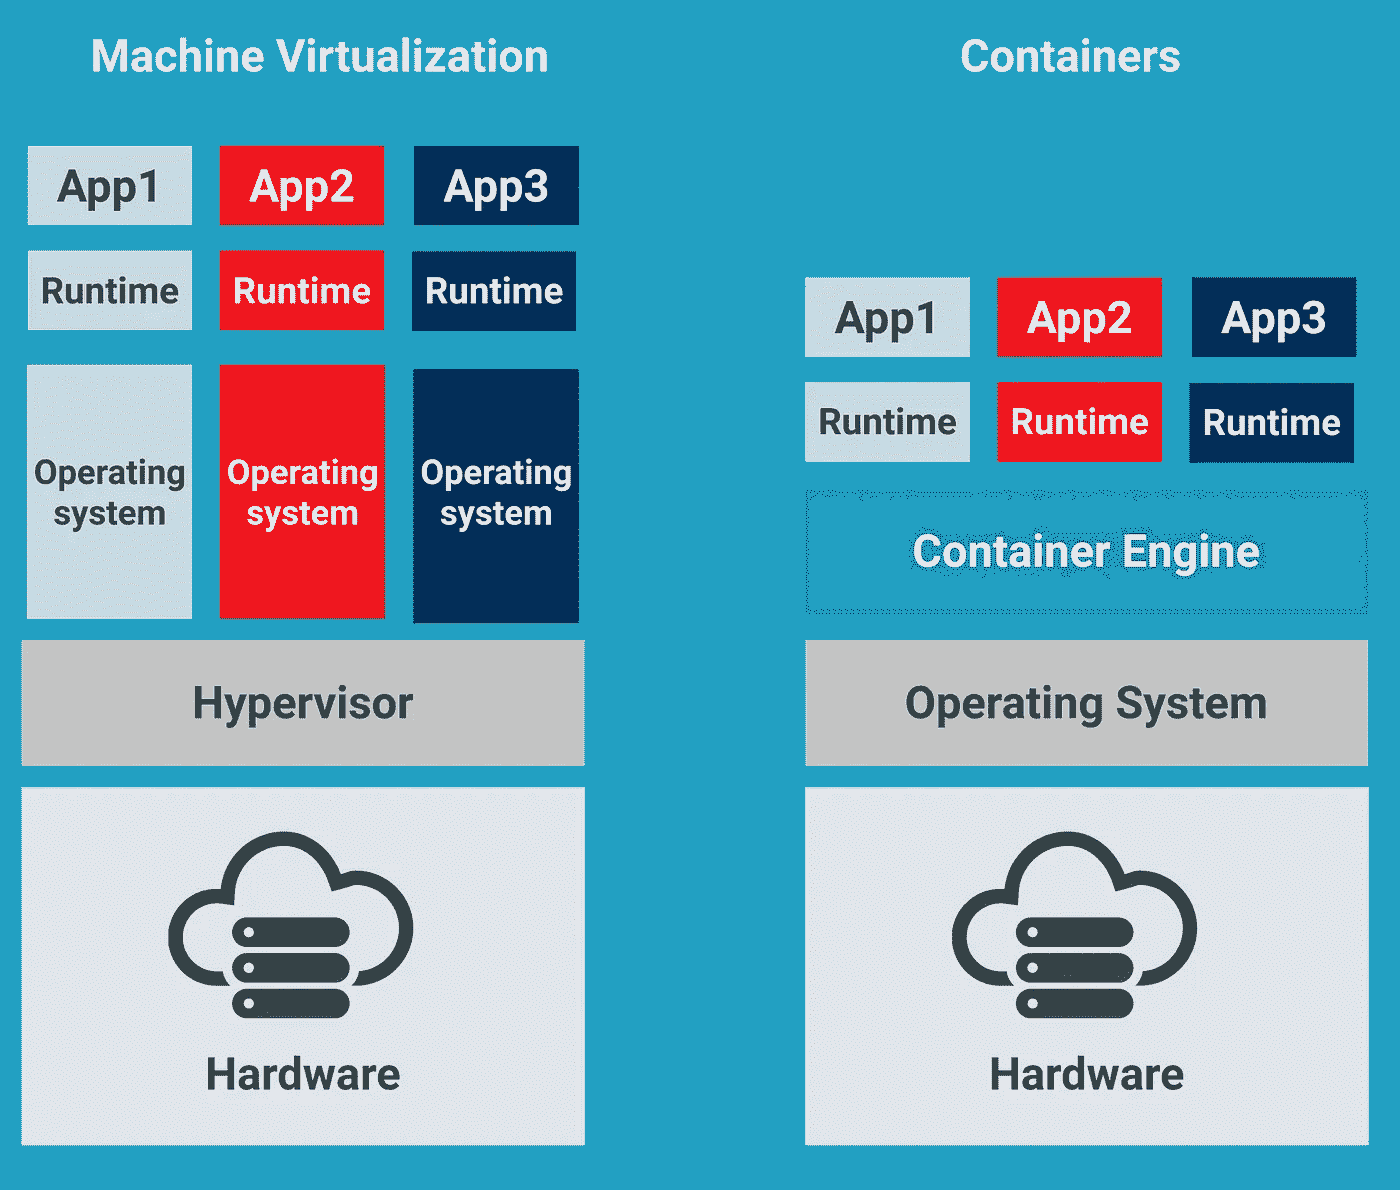 Machine Virtualization
App1
App2
App3
Runtime
Runtime
Runtime
Operating
system
Operating
system
Operating
system
Hypervisor
Hardware
Containers
App1
App2
App3
Runtime
Runtime
Runtime
Container Engine
Operating System
Hardware